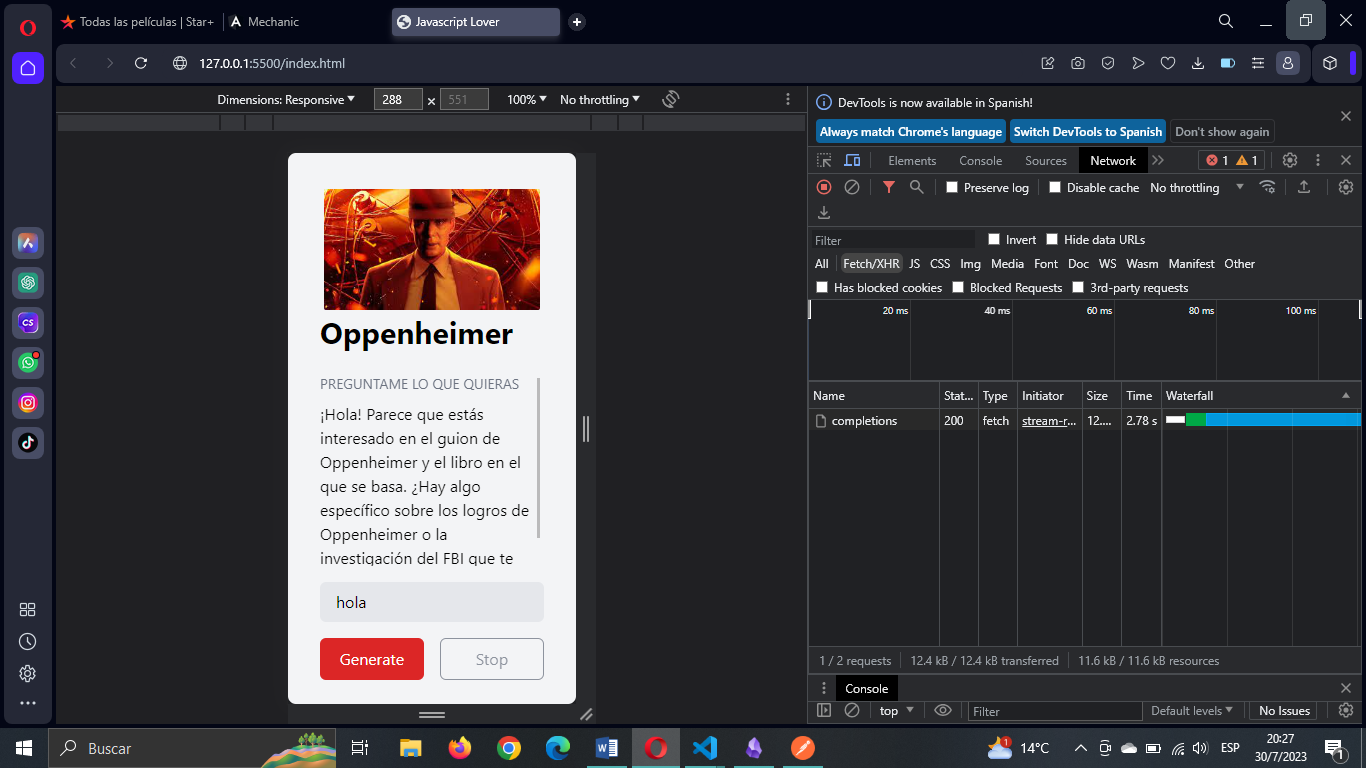 Todas las películas | Star+
Mechanic
Javascript Lover
127.0.0.1:5500/index.html
Dimensions: Responsive
288
×
551
100%
No throttling
DevTools is now available in Spanish!
Always match Chrome's language
Switch DevTools to Spanish
Don't show again
Elements
Console
Sources
Network
1
1
Preserve log
Disable cache
No throttling
Filter
Invert
Hide data URLs
All
Fetch/XHR
JS
CSS
Img
Media
Font
Doc
WS
Wasm
Manifest
Other
Has blocked cookies
Blocked Requests
3rd-party requests
20 ms
40 ms
60 ms
80 ms
100 ms
Name
Stat...
Type
Initiator
Size
Time
Waterfall
completions
200
fetch
stream-r...
12....
2.78 s
Oppenheimer
PREGUNTAME LO QUE QUIERAS
¡Hola! Parece que estás
interesado en el guion de
Oppenheimer y el libro en el
que se basa. ¿Hay algo
específico sobre los logros de
Oppenheimer o la
investigación del FBI que te
hola
Generate
Stop
1 / 2 requests
12.4 kB / 12.4 kB transferred
11.6 kB / 11.6 kB resources
Console
top
Filter
Default levels
No Issues
CS
Buscar
1
14°C
ESP
20:27
30/7/2023
1